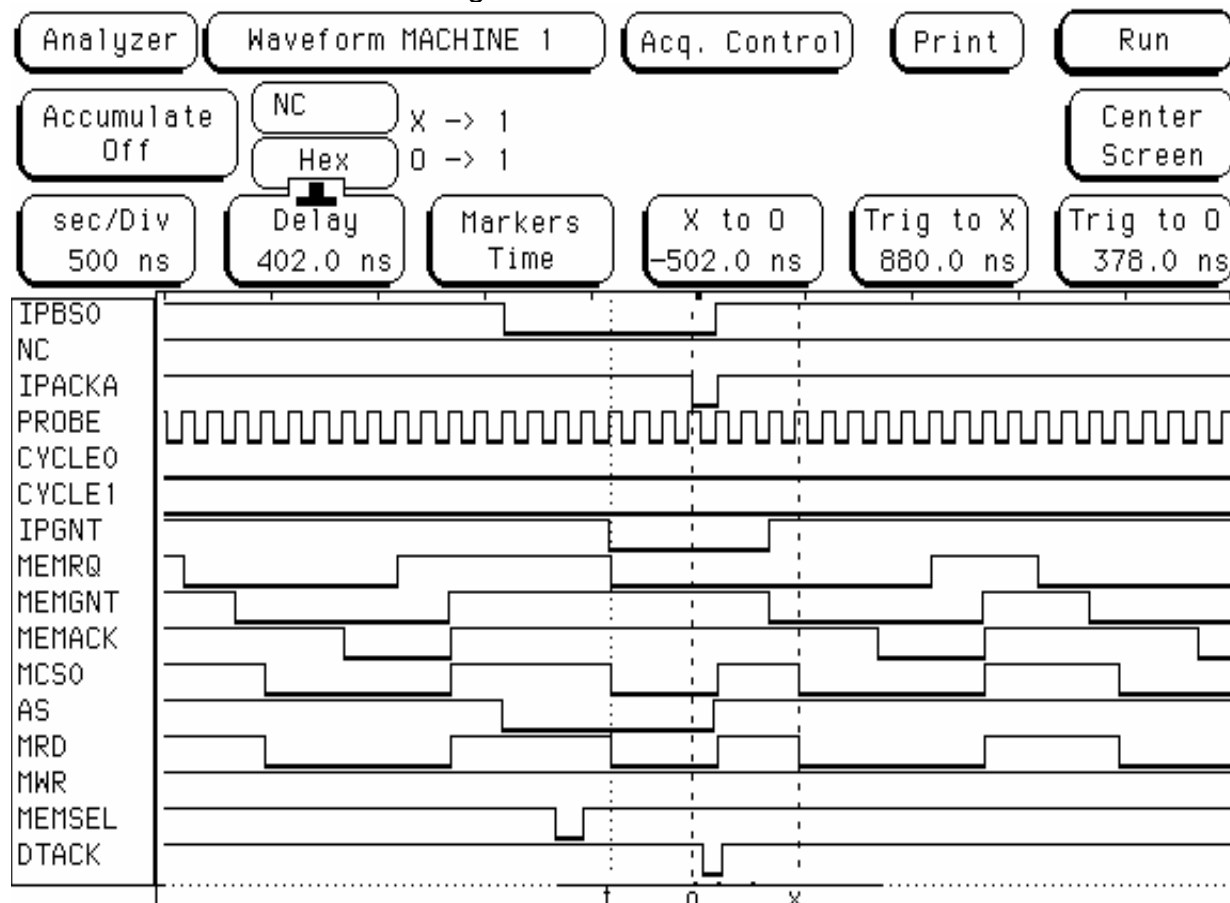 Analyzer Waveform MACHINE 1 Acq. Control Print Run
Accumulate Off NC X -> 1 Center Screen
Hex O -> 1
sec/Div Delay Markers X to O Trig to X Trig to O
500 ns 402.0 ns Time -502.0 ns 880.0 ns 378.0 ns
IPBSO
NC
IPACKA
PROBE
CYCLE0
CYCLE1
IPGNT
MEMRQ
MEMGNT
MEMACK
MCSO
AS
MRD
MWR
MEMSEL
DTACK
t O X